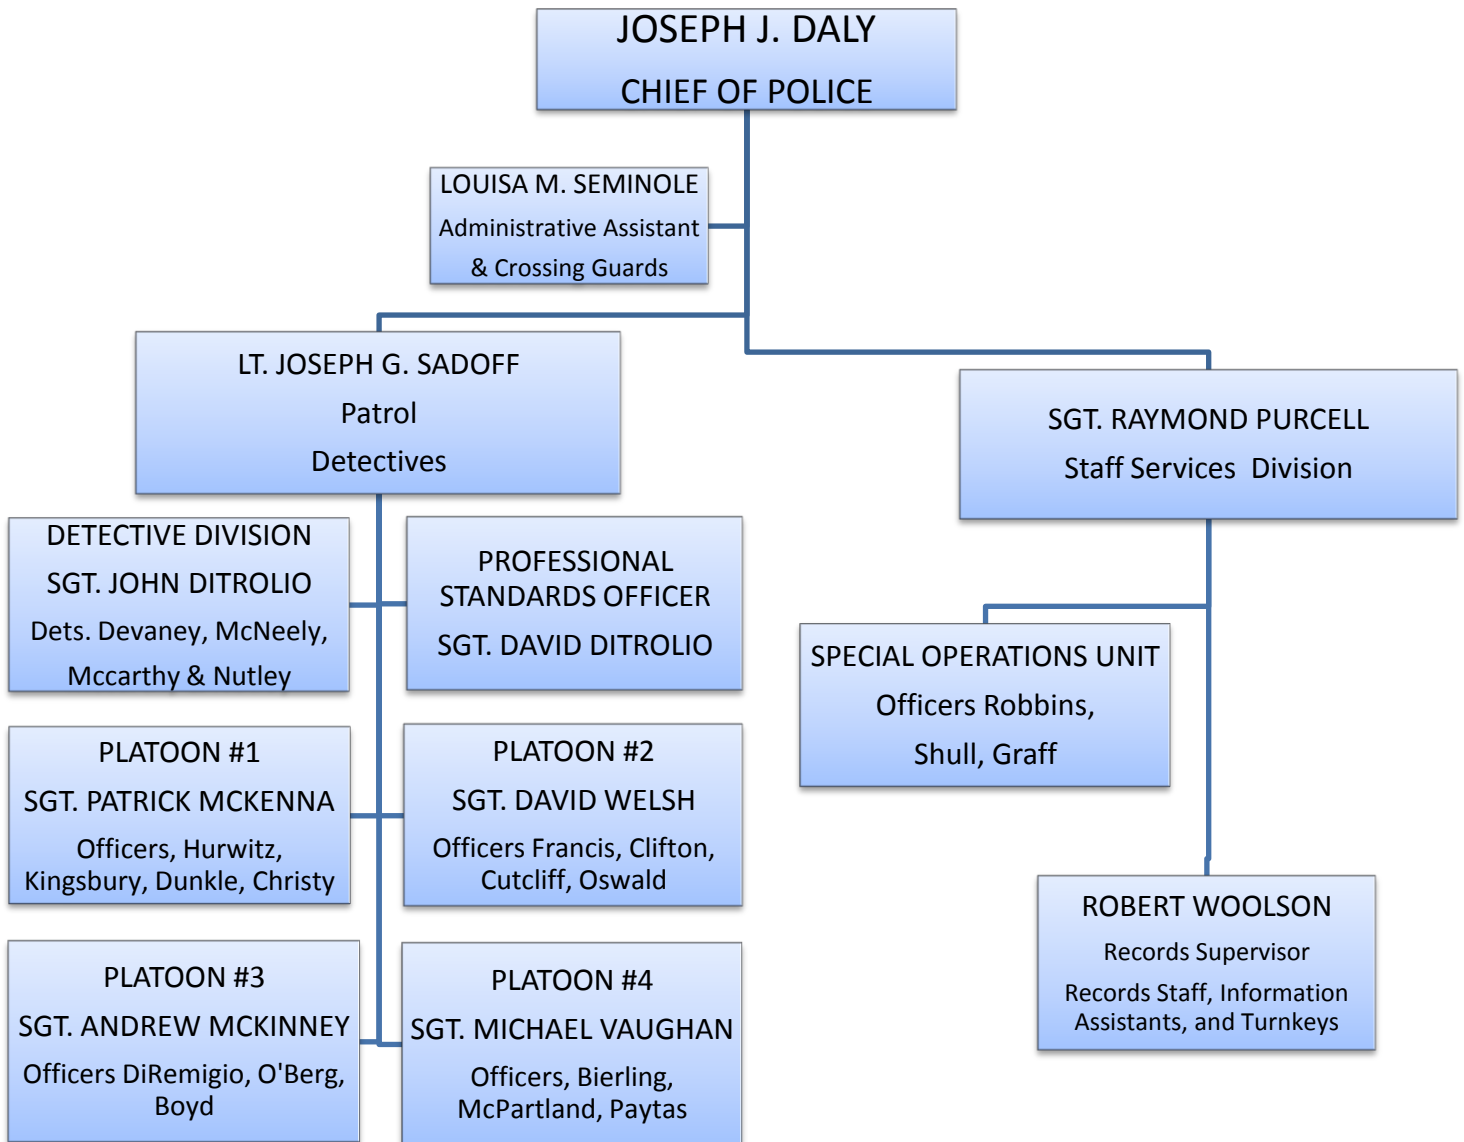 JOSEPH J. DALY
CHIEF OF POLICE
LOUISA M. SEMINOLE
Administrative Assistant
& Crossing Guards
LT. JOSEPH G. SADOFF
Patrol
Detectives
SGT. RAYMOND PURCELL
Staff Services Division
DETECTIVE DIVISION
SGT. JOHN DITROLIO
Dets. Devaney, McNeely,
Mccarthy & Nutley
PROFESSIONAL
STANDARDS OFFICER
SGT. DAVID DITROLIO
SPECIAL OPERATIONS UNIT
Officers Robbins,
Shull, Graff
PLATOON #1
SGT. PATRICK MCKENNA
Officers, Hurwitz,
Kingsbury, Dunkle, Christy
PLATOON #2
SGT. DAVID WELSH
Officers Francis, Clifton,
Cutcliff, Oswald
ROBERT WOOLSON
Records Supervisor
Records Staff, Information
Assistants, and Turnkeys
PLATOON #3
SGT. ANDREW MCKINNEY
Officers DiRemigio, O'Berg,
Boyd
PLATOON #4
SGT. MICHAEL VAUGHAN
Officers, Bierling,
McPartland, Paytas